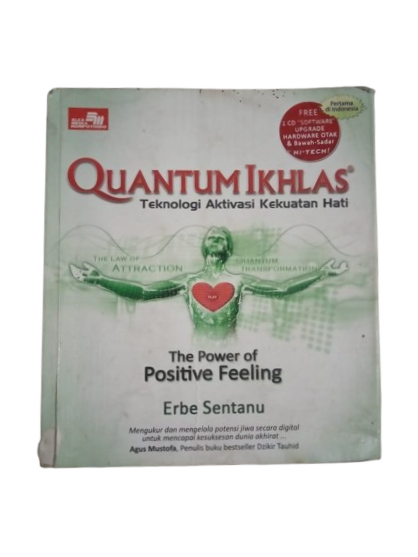 Pertama
di Indonesia
FREE
2 CD "SOFTWARE"
UPGRADE
HARDWARE OTAK
& Bawah-Sadar
HI-TECH!
QUANTUM IKHLAS®
Teknologi Aktivasi Kekuatan Hati
THE LAW OF
ATTRACTION
QUANTUM
TRANSFORMATION
The Power of
Positive Feeling
Erbe Sentanu
Mengukur dan mengelola potensi jiwa secara digital
untuk mencapai kesuksesan dunia akhirat ...
Agus Mustofa, Penulis buku bestseller Dzikir Tauhid